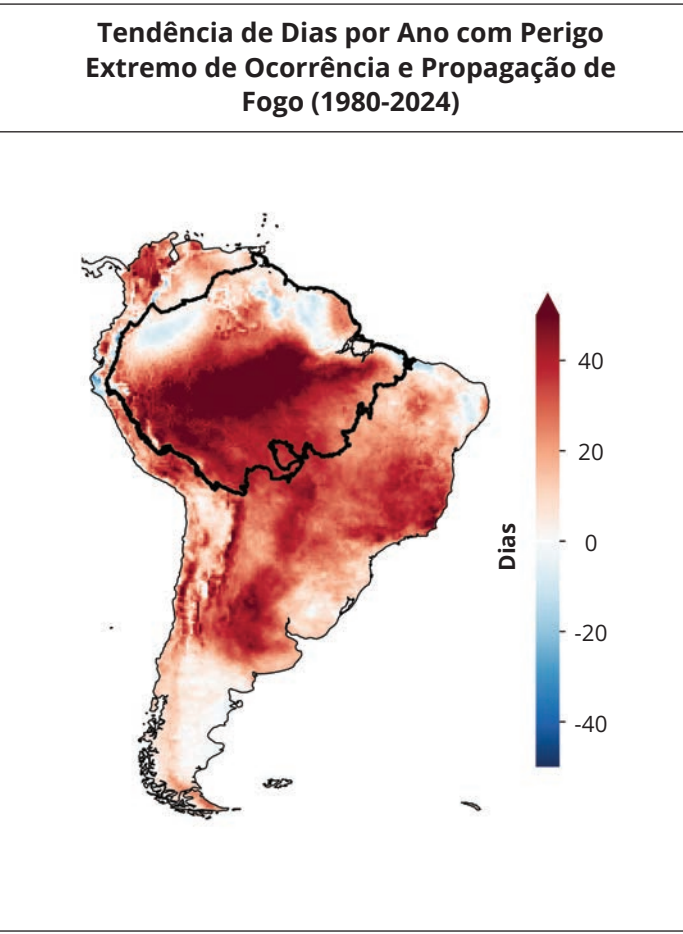 Tendência de Dias por Ano com Perigo
Extremo de Ocorrência e Propagação de
Fogo (1980-2024)
40
20
0
-20
-40
Dias